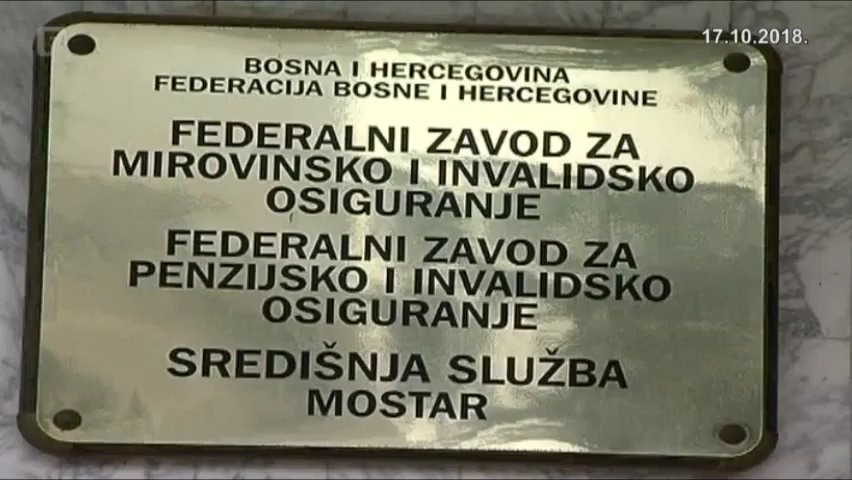 17.10.2018.
BOSNA I HERCEGOVINA
FEDERACIJA BOSNE I HERCEGOVINE
FEDERALNI ZAVOD ZA
MIROVINSKO I INVALIDSKO
OSIGURANJE
FEDERALNI ZAVOD ZA
PENZIJSKO I INVALIDSKO
OSIGURANJE
SREDIŠNJA SLUŽBA
MOSTAR